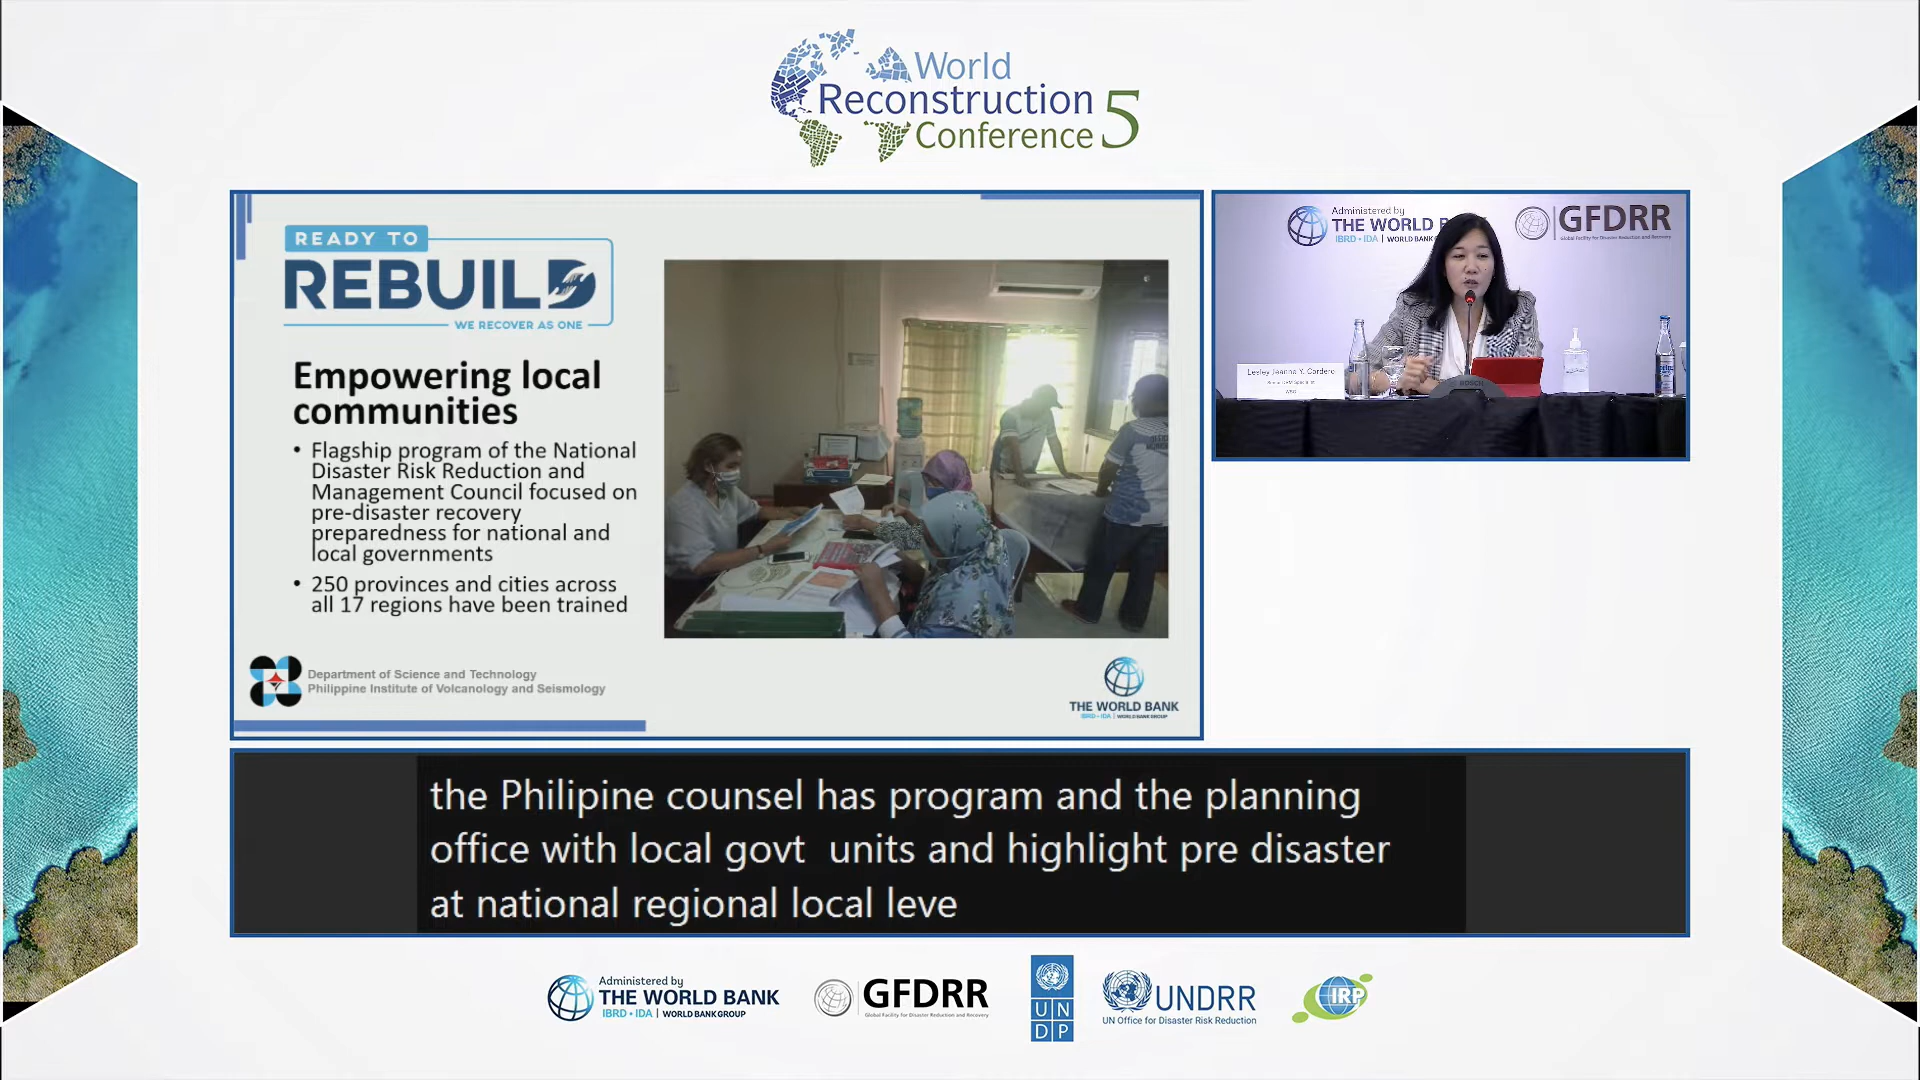 World
Reconstruction
Conference 5
READY TO
REBUILD
WE RECOVER AS ONE
Empowering local
communities
• Flagship program of the National
Disaster Risk Reduction and
Management Council focused on
pre-disaster recovery
preparedness for national and
local governments
• 250 provinces and cities across
all 17 regions have been trained
Department of Science and Technology
Philippine Institute of Volcanology and Seismology
THE WORLD BANK
IBRD • IDA | WORLD BANK GROUP
Administered by
THE WORLD B
IBRD • IDA | WORLD BANK
GFDRR
Global Facility for Disaster Reduction and Recovery
Lesley Jeanne Y. Cordero
BOSCH
the Philipine counsel has program and the planning
office with local govt  units and highlight pre disaster
at national regional local leve
Administered by
THE WORLD BANK
IBRD • IDA | WORLD BANK GROUP
GFDRR
Global Facility for Disaster Reduction and Recovery
UN
DP
UNDRR
UN Office for Disaster Risk Reduction
IRP